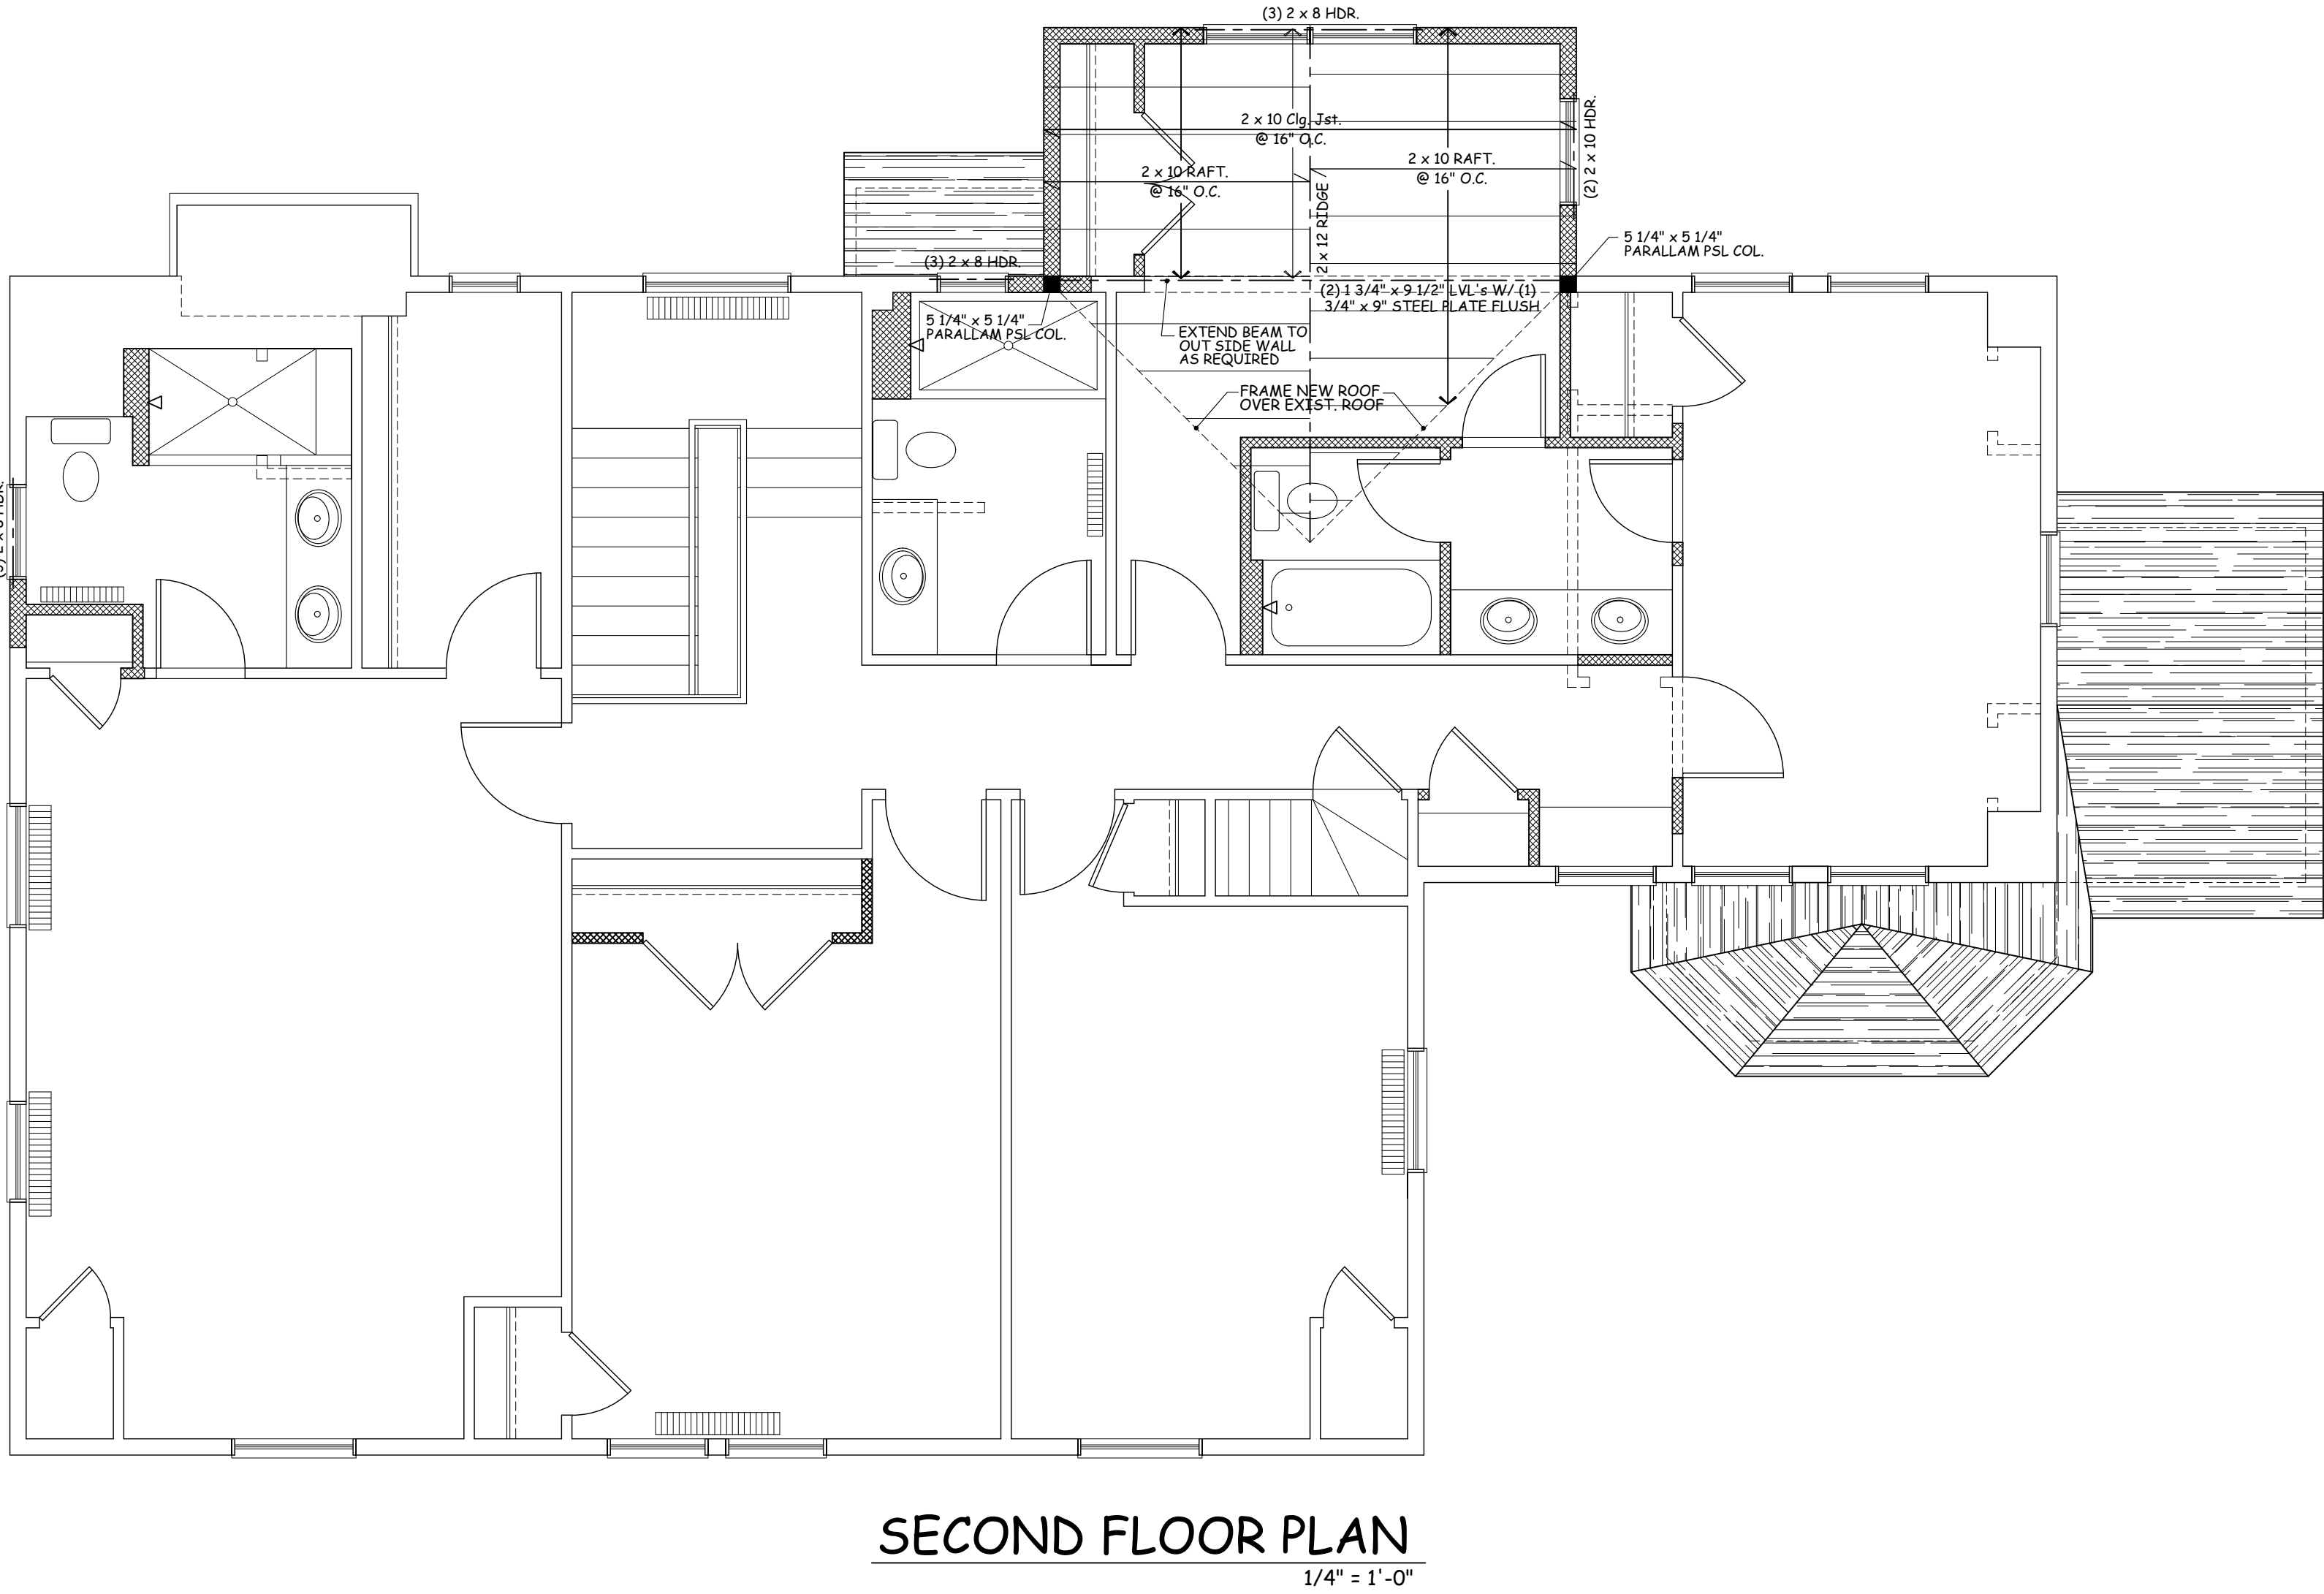 (3) 2 x 8 HDR.
2 x 10 Clg. Jst.
@ 16" O.C.
(2) 2 x 10 HDR.
2 x 10 RAFT.
@ 16" O.C.
2 x 10 RAFT.
@ 16" O.C.
2 x 12 RIDGE
5 1/4" x 5 1/4"
PARALLAM PSL COL.
(3) 2 x 8 HDR.
(2) 1 3/4" x 9 1/2" LVL's W/ (1)
3/4" x 9" STEEL PLATE FLUSH
5 1/4" x 5 1/4"
PARALLAM PSL COL.
EXTEND BEAM TO
OUT SIDE WALL
AS REQUIRED
FRAME NEW ROOF
OVER EXIST. ROOF
HDR.
SECOND FLOOR PLAN
1/4" = 1'-0"